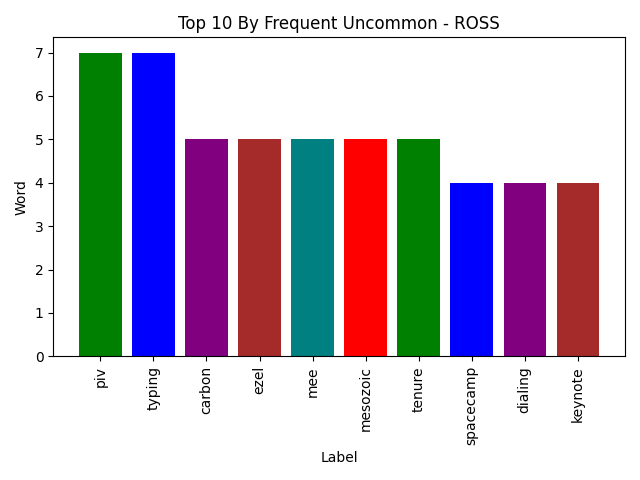 Top 10 By Frequent Uncommon - ROSS
Word
7
6
5
4
3
2
1
0
piv
typing
carbon
ezel
mee
mesozoic
tenure
spacecamp
dialing
keynote
Label